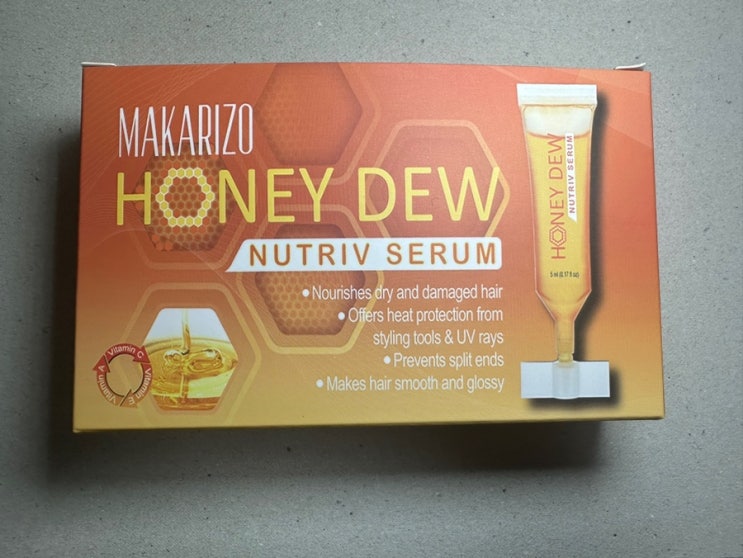 MAKARIZO
HONEY DEW
NUTRIV SERUM
• Nourishes dry and damaged hair
• Offers heat protection from
styling tools & UV rays
• Prevents split ends
• Makes hair smooth and glossy
Vitamin C
Vitamin E
Vitamin A
HONEY DEW
NUTRIV SERUM
5 ml (0.17 fl oz)